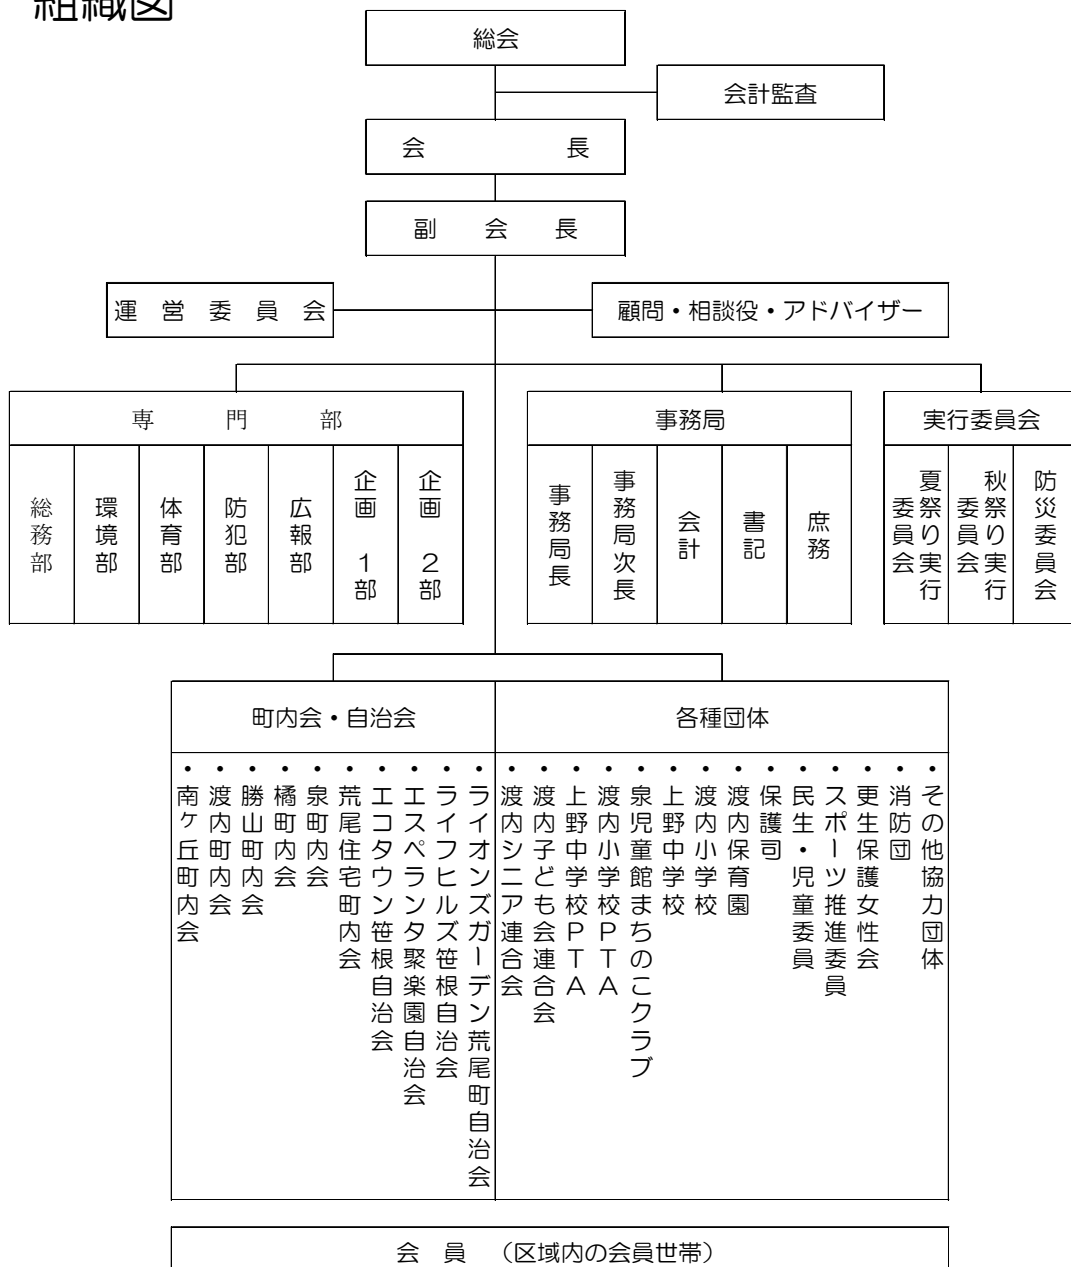 組織図
総会
会計監査
会長
副会長
運営委員会
顧問・相談役・アドバイザー
専門部
総務部
環境部
体育部
防犯部
広報部
企画1部
企画2部
事務局
事務局長
事務局次長
会計
書記
庶務
実行委員会
夏祭り実行
委員会
秋祭り実行
委員会
防災委員会
町内会・自治会
・南ヶ丘町内会
・渡内町内会
・勝山町内会
・橘町内会
・泉町内会
・荒尾住宅町内会
・エコタウン笹根自治会
・エスペランタ聚楽園自治会
・ライフヒルズ笹根自治会
・ライオンズガーデン荒尾町自治会
各種団体
・渡内シニア連合会
・渡内子ども会連合会
・上野中学校PTA
・渡内小学校PTA
・泉児童館まちのこクラブ
・上野中学校
・渡内小学校
・渡内保育園
・保護司
・民生・児童委員
・スポーツ推進委員
・更生保護女性会
・消防団
・その他協力団体
会員 (区域内の会員世帯)